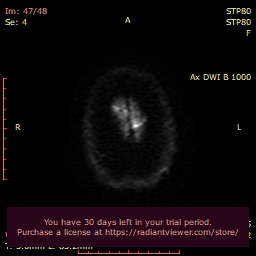 Im: 47/48
Se: 4
A
STP80
STP80
F
Ax DWI B 1000
R
L
You have 30 days left in your trial period.
Purchase a license at https://radiantviewer.com/store/